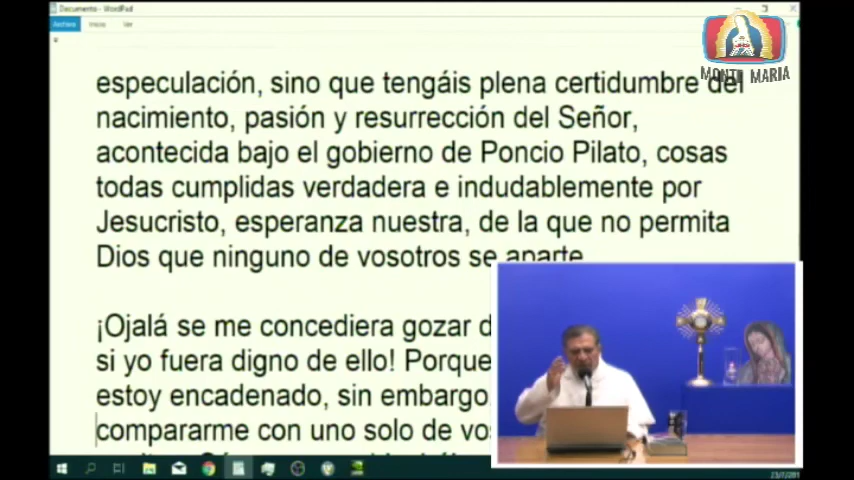 Documento - WordPad
Archivo Inicio Ver
MONTE MARIA
especulación, sino que tengáis plena certidumbre del
nacimiento, pasión y resurrección del Señor,
acontecida bajo el gobierno de Poncio Pilato, cosas
todas cumplidas verdadera e indudablemente por
Jesucristo, esperanza nuestra, de la que no permita
Dios que ninguno de vosotros se aparte
¡Ojalá se me concediera gozar d
si yo fuera digno de ello! Porque
estoy encadenado, sin embargo
compararme con uno solo de vos